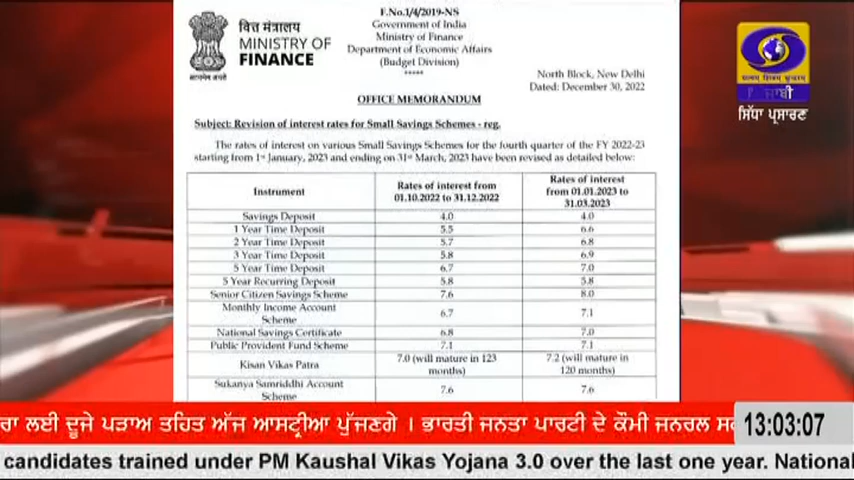 वित्त मंत्रालय
MINISTRY OF
FINANCE
सत्यमेव जयते
F.No.1/4/2019-NS
Government of India
Ministry of Finance
Department of Economic Affairs
(Budget Division)
*****
North Block, New Delhi
Dated: December 30, 2022
OFFICE MEMORANDUM
Subject: Revision of interest rates for Small Savings Schemes - reg.
The rates of interest on various Small Savings Schemes for the fourth quarter of the FY 2022-23
starting from 1st January, 2023 and ending on 31st March, 2023 have been revised as detailed below:
Instrument | Rates of interest from 01.10.2022 to 31.12.2022 | Rates of interest from 01.01.2023 to 31.03.2023
Savings Deposit | 4.0 | 4.0
1 Year Time Deposit | 5.5 | 6.6
2 Year Time Deposit | 5.7 | 6.8
3 Year Time Deposit | 5.8 | 6.9
5 Year Time Deposit | 6.7 | 7.0
5 Year Recurring Deposit | 5.8 | 5.8
Senior Citizen Savings Scheme | 7.6 | 8.0
Monthly Income Account Scheme | 6.7 | 7.1
National Savings Certificate | 6.8 | 7.0
Public Provident Fund Scheme | 7.1 | 7.1
Kisan Vikas Patra | 7.0 (will mature in 123 months) | 7.2 (will mature in 120 months)
Sukanya Samriddhi Account Scheme | 7.6 | 7.6
ਸਿੱਧਾ ਪ੍ਰਸਾਰਣ
ਰਾ ਲਈ ਦੂਜੇ ਪੜਾਅ ਤਹਿਤ ਅੱਜ ਆਸਟ੍ਰੀਆ ਪੁੱਜਣਗੇ । ਭਾਰਤੀ ਜਨਤਾ ਪਾਰਟੀ ਦੇ ਕੌਮੀ ਜਨਰਲ ਸਕ
13:03:07
candidates trained under PM Kaushal Vikas Yojana 3.0 over the last one year. National